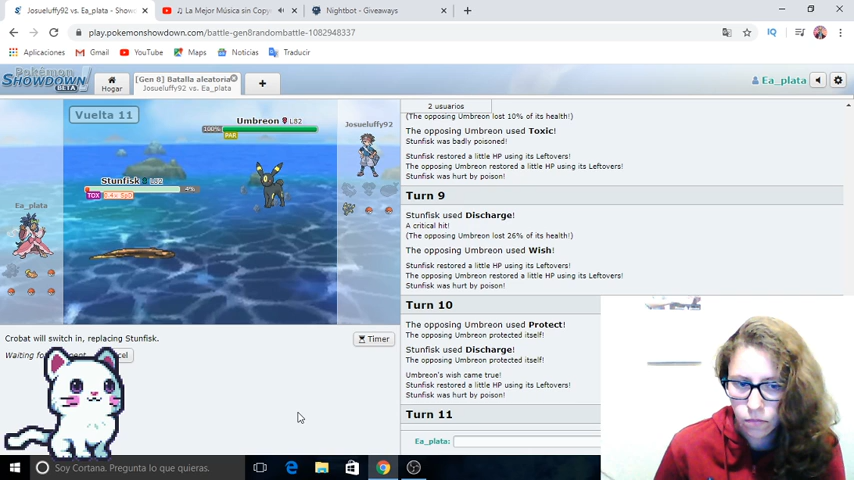 Josueluffy92 vs. Ea_plata - Show
♫ La Mejor Música sin Copy
Nightbot - Giveaways
play.pokemonshowdown.com/battle-gen8randombattle-1082948337
IQ
Aplicaciones
Gmail
YouTube
Maps
Noticias
Traducir
Pokémon
SHOWDOWN
BETA
Hogar
[Gen 8] Batalla aleatoria
Josueluffy92 vs. Ea_plata
Ea_plata
Vuelta 11
Umbreon L82
100%
PAR
Josueluffy92
Stunfisk L82
4%
TOX
Ea_plata
Crobat will switch in, replacing Stunfisk.
Timer
2 usuarios
(The opposing Umbreon lost 10% of its health!)
The opposing Umbreon used Toxic!
Stunfisk was badly poisoned!
Stunfisk restored a little HP using its Leftovers!
The opposing Umbreon restored a little HP using its Leftovers!
Stunfisk was hurt by poison!
Turn 9
Stunfisk used Discharge!
A critical hit!
(The opposing Umbreon lost 26% of its health!)
The opposing Umbreon used Wish!
Stunfisk restored a little HP using its Leftovers!
The opposing Umbreon restored a little HP using its Leftovers!
Stunfisk was hurt by poison!
Turn 10
The opposing Umbreon used Protect!
The opposing Umbreon protected itself!
Stunfisk used Discharge!
The opposing Umbreon protected itself!
Umbreon's wish came true!
Stunfisk restored a little HP using its Leftovers!
Stunfisk was hurt by poison!
Turn 11
Ea_plata:
Soy Cortana. Pregunta lo que quieras.